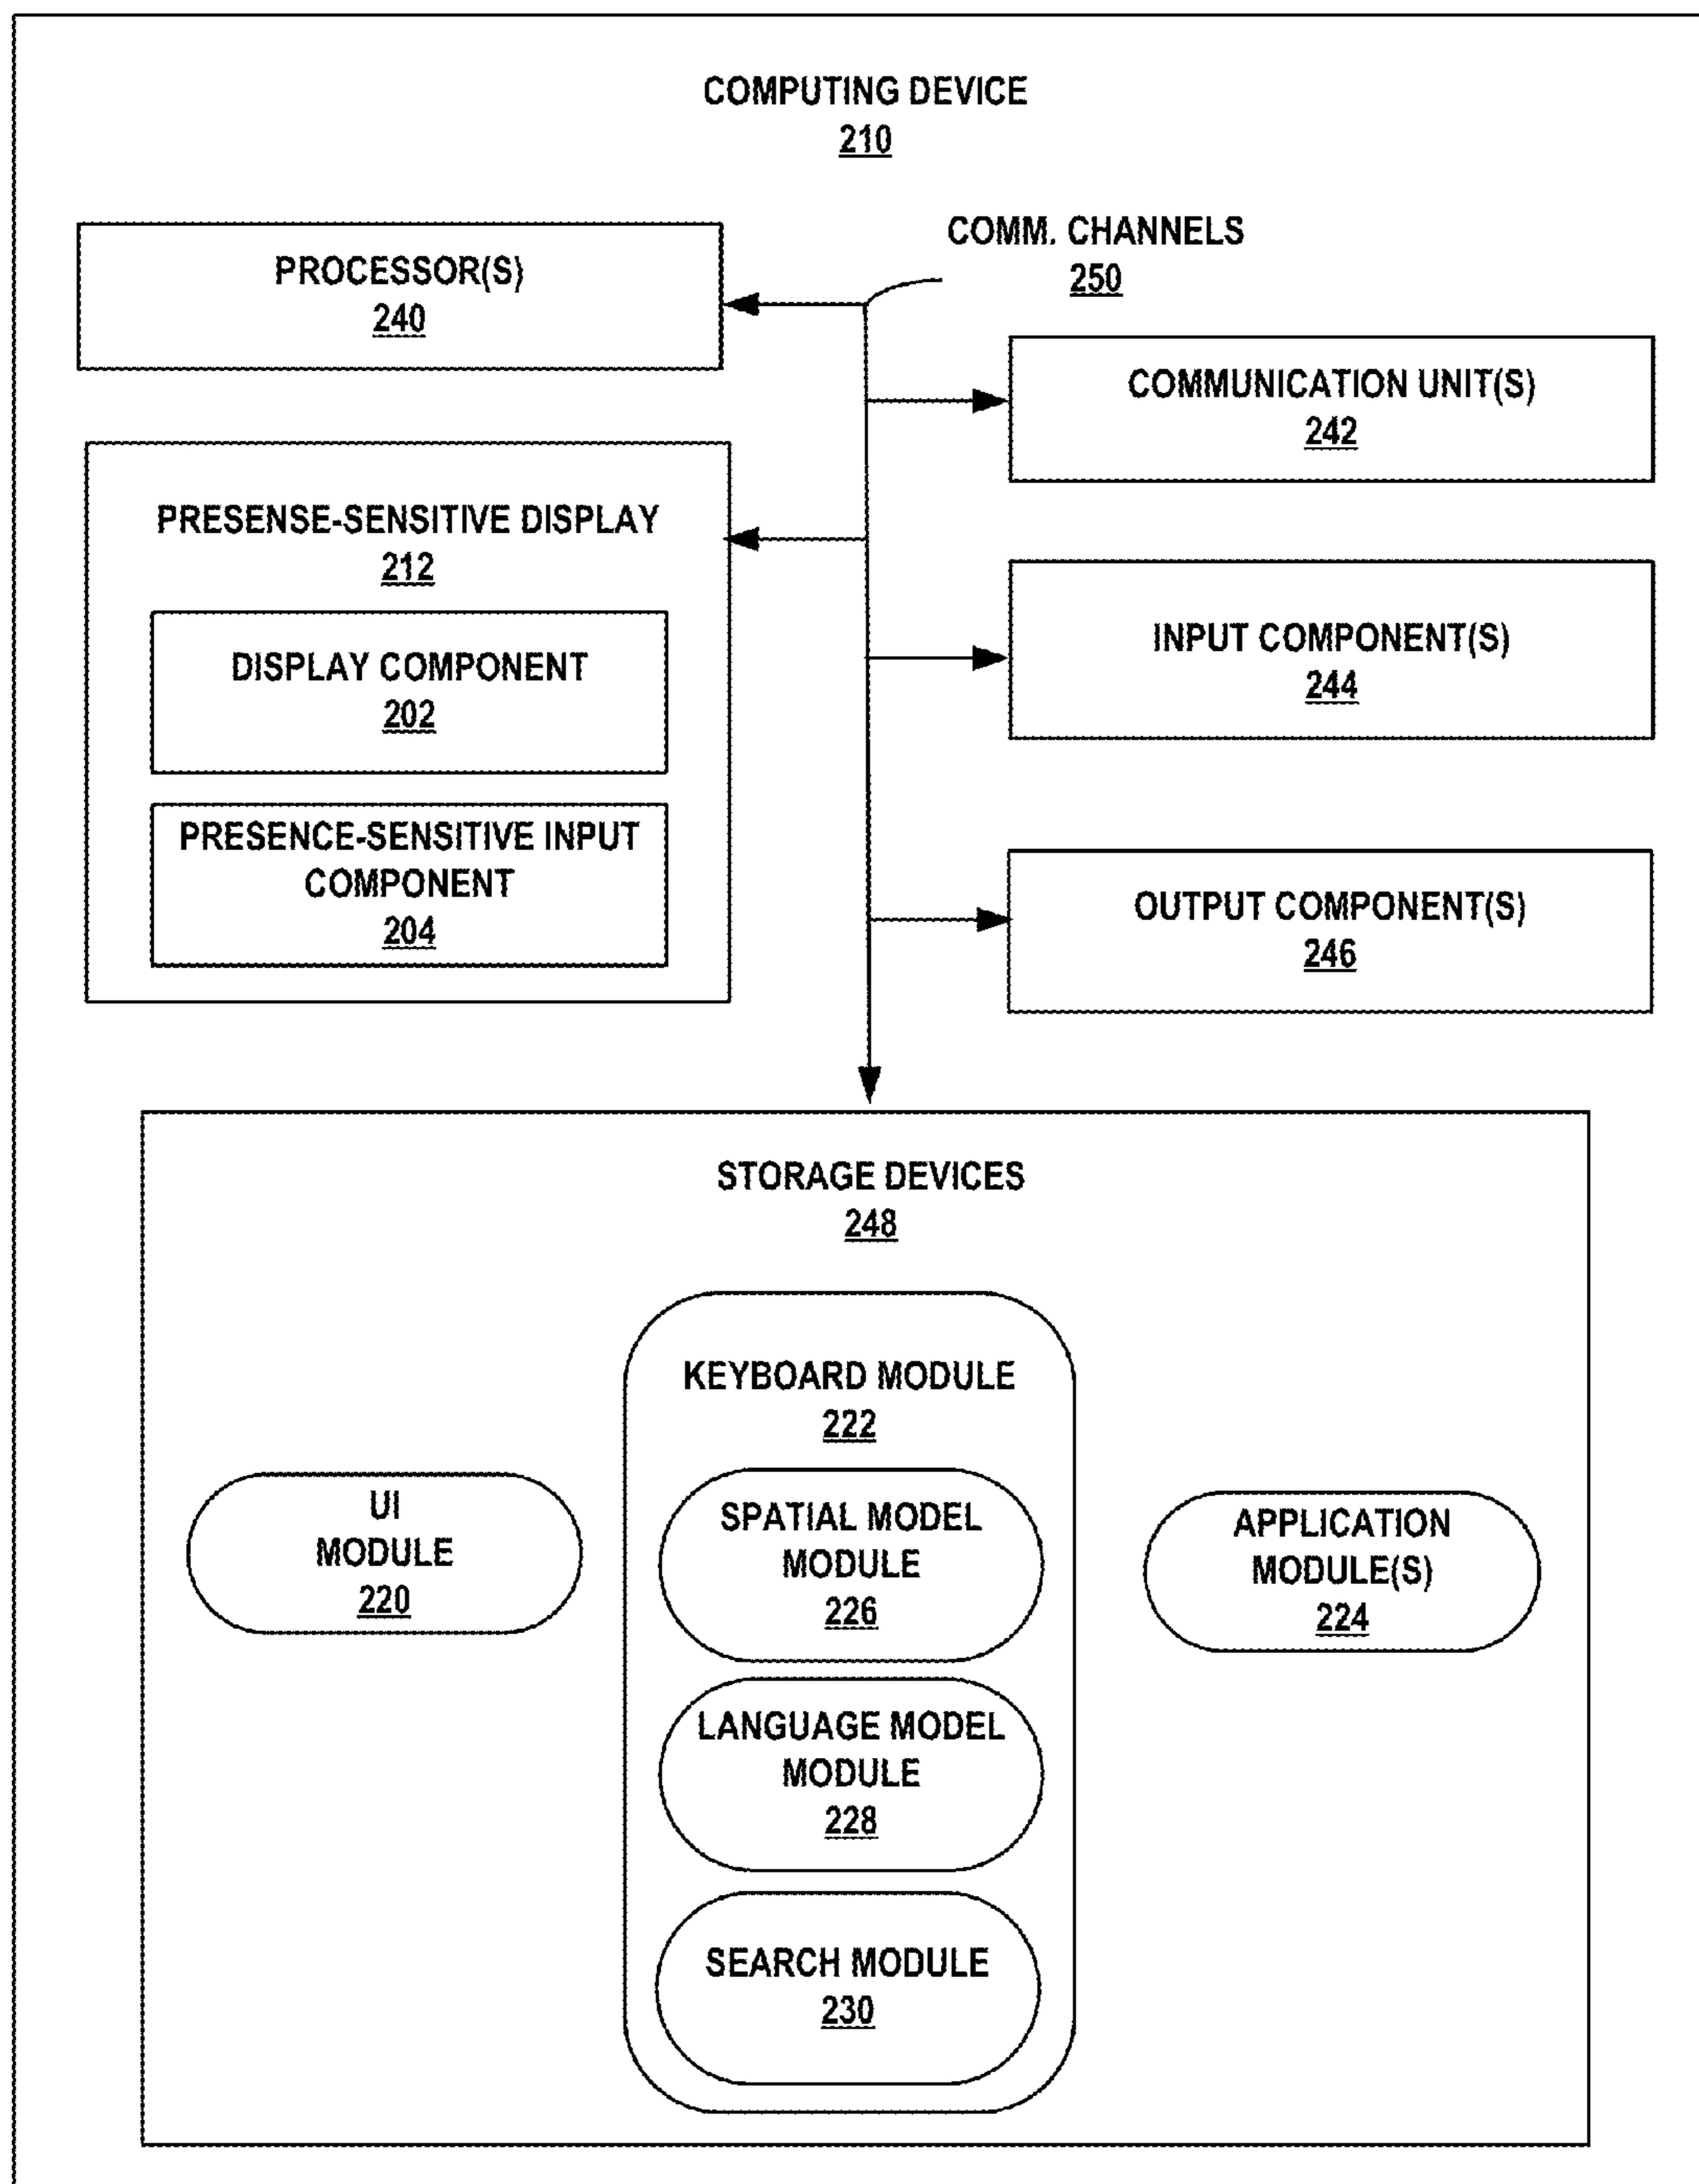 COMPUTING DEVICE
210
PROCESSOR(S)
240
COMM. CHANNELS
250
COMMUNICATION UNIT(S)
242
PRESENSE-SENSITIVE DISPLAY
212
DISPLAY COMPONENT
202
PRESENCE-SENSITIVE INPUT
COMPONENT
204
INPUT COMPONENT(S)
244
OUTPUT COMPONENT(S)
246
STORAGE DEVICES
248
UI
MODULE
220
KEYBOARD MODULE
222
SPATIAL MODEL
MODULE
226
LANGUAGE MODEL
MODULE
228
SEARCH MODULE
230
APPLICATION
MODULE(S)
224